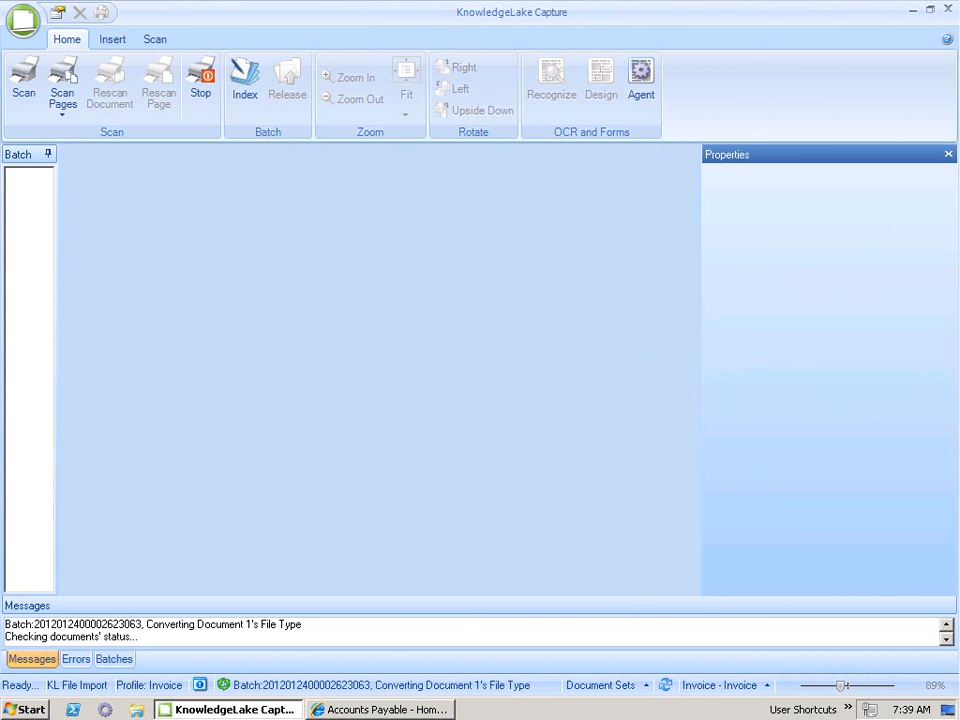 KnowledgeLake Capture
Home Insert Scan
Scan
Scan Pages
Rescan Document
Rescan Page
Stop
Index
Release
Zoom In
Zoom Out
Fit
Right
Left
Upside Down
Recognize
Design
Agent
Scan Batch Zoom Rotate OCR and Forms
Batch
Properties
Messages
Batch:2012012400002623063, Converting Document 1's File Type
Checking documents' status...
Messages Errors Batches
Ready... KL File Import Profile: Invoice Batch:2012012400002623063, Converting Document 1's File Type Document Sets Invoice - Invoice 89%
Start KnowledgeLake Capt... Accounts Payable - Hom... User Shortcuts » 7:39 AM